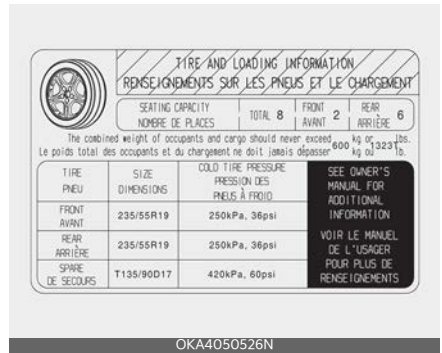 TIRE AND LOADING INFORMATION
RENSEIGNEMENTS SUR LES PNEUS ET LE CHARGEMENT
SEATING CAPACITY
NOMBRE DE PLACES
TOTAL 8
FRONT
AVANT 2
REAR
ARRIÈRE 6
The combined weight of occupants and cargo should never exceed 600 kg or 1323 lbs.
Le poids total des occupants et du chargement ne doit jamais dépasser kg ou lb.
TIRE
PNEU
SIZE
DIMENSIONS
COLD TIRE PRESSURE
PRESSION DES
PNEUS À FROID
FRONT
AVANT
235/55R19
250kPa, 36psi
REAR
ARRIÈRE
235/55R19
250kPa, 36psi
SPARE
DE SECOURS
T135/90D17
420kPa, 60psi
SEE OWNER'S
MANUAL FOR
ADDITIONAL
INFORMATION
VOIR LE MANUEL
DE L'USAGER
POUR PLUS DE
RENSEIGNEMENTS
OKA4050526N